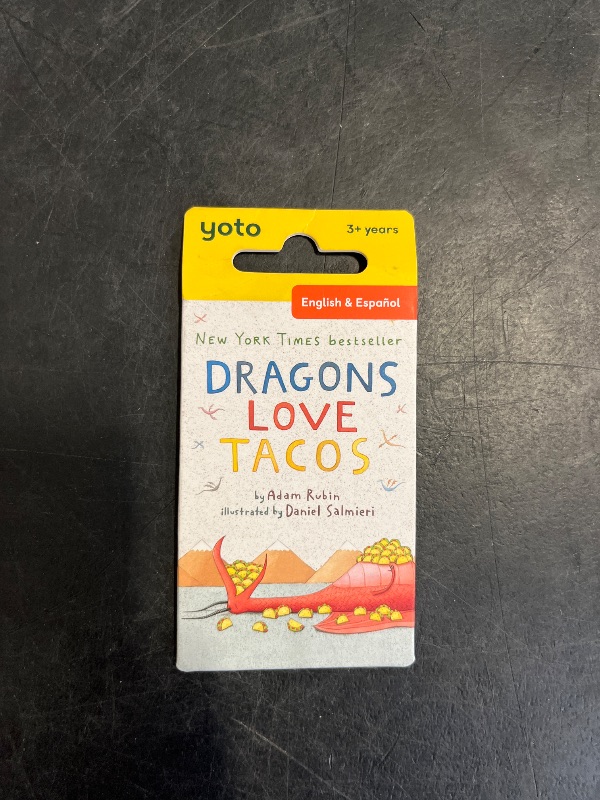 yoto
3+ years
English & Español
NEW YORK TIMES bestseller
DRAGONS
LOVE
TACOS
by Adam Rubin
illustrated by Daniel Salmieri